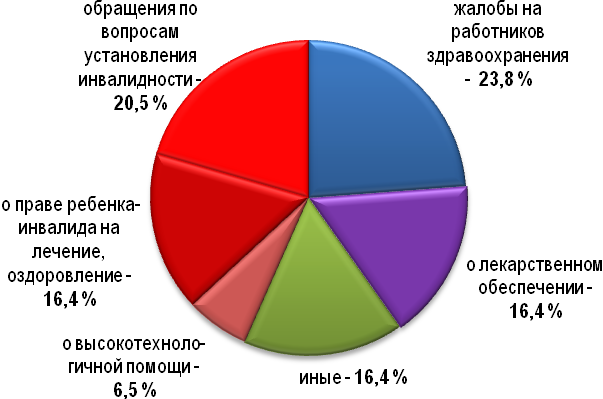 обращения по
вопросам
установления
инвалидности -
20,5 %
жалобы на
работников
здравоохранения
- 23,8 %
о праве ребенка-
инвалида на
лечение,
оздоровление -
16,4 %
о лекарственном
обеспечении -
16,4 %
о высокотехноло-
гичной помощи -
6,5 %
иные - 16,4 %